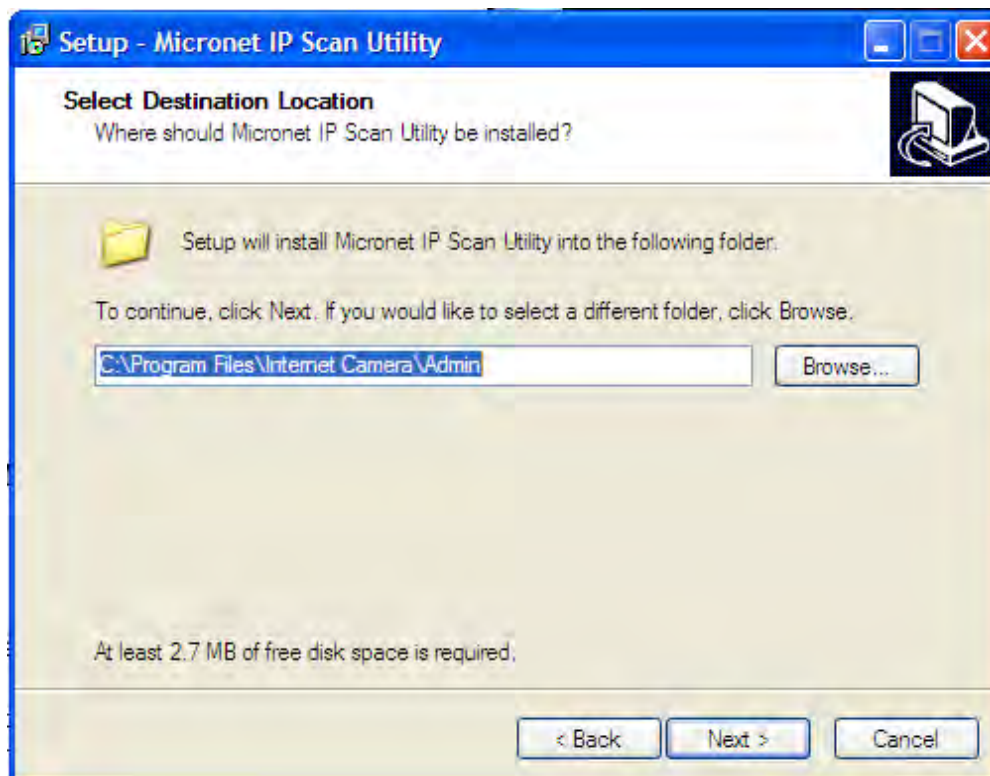 Setup - Micronet IP Scan Utility
Select Destination Location
Where should Micronet IP Scan Utility be installed?
Setup will install Micronet IP Scan Utility into the following folder.
To continue, click Next. If you would like to select a different folder, click Browse.
C:\Program Files\Internet Camera\Admin
Browse...
At least 2.7 MB of free disk space is required.
< Back
Next >
Cancel